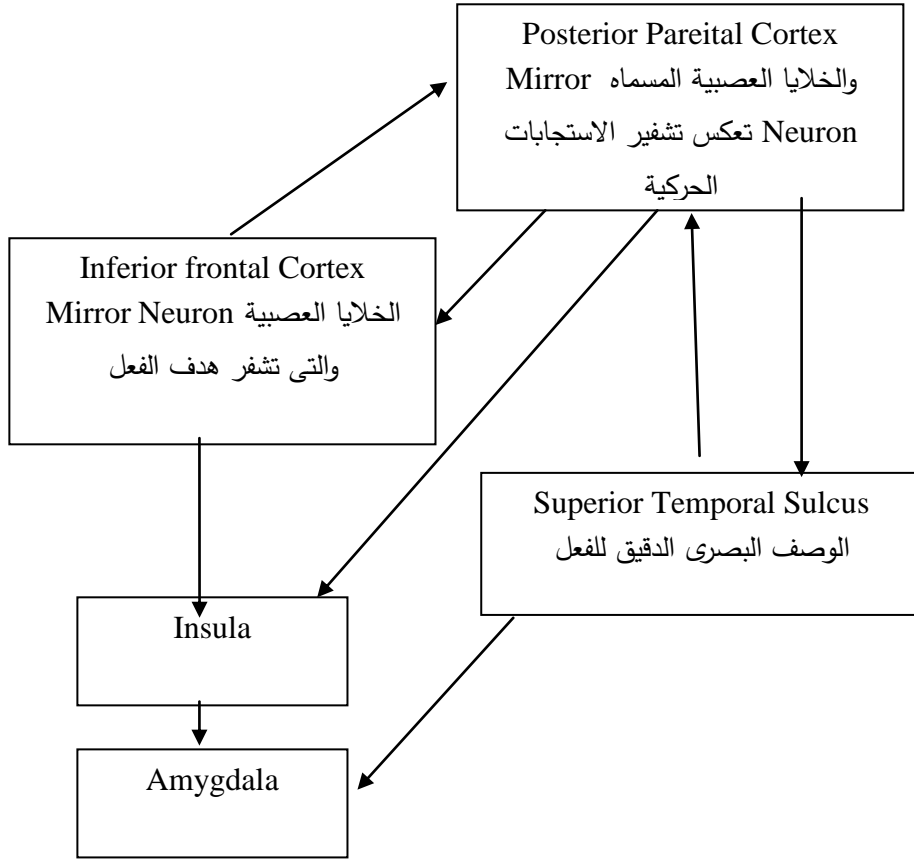 Posterior Pareital Cortex
والخلايا العصبية المسماه Mirror
Neuron تعكس تشفير الاستجابات
الحركية
Inferior frontal Cortex
الخلايا العصبية Mirror Neuron
والتى تشفر هدف الفعل
Superior Temporal Sulcus
الوصف البصرى الدقيق للفعل
Insula
Amygdala